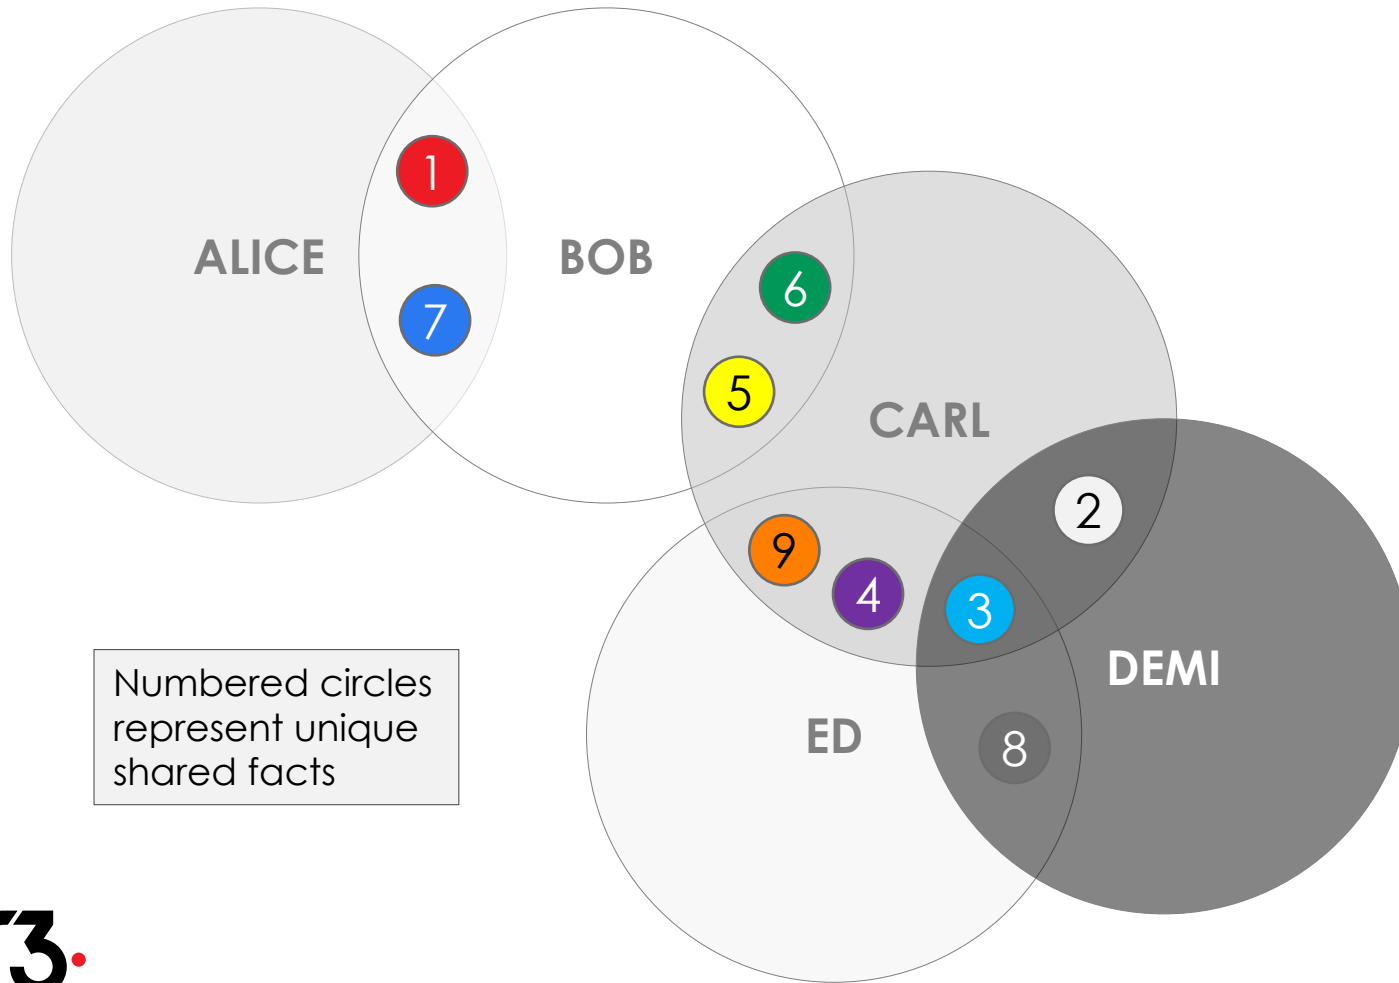 1
ALICE
BOB
6
7
5
CARL
2
9
4
3
DEMI
Numbered circles
represent unique
shared facts
ED
8
3.